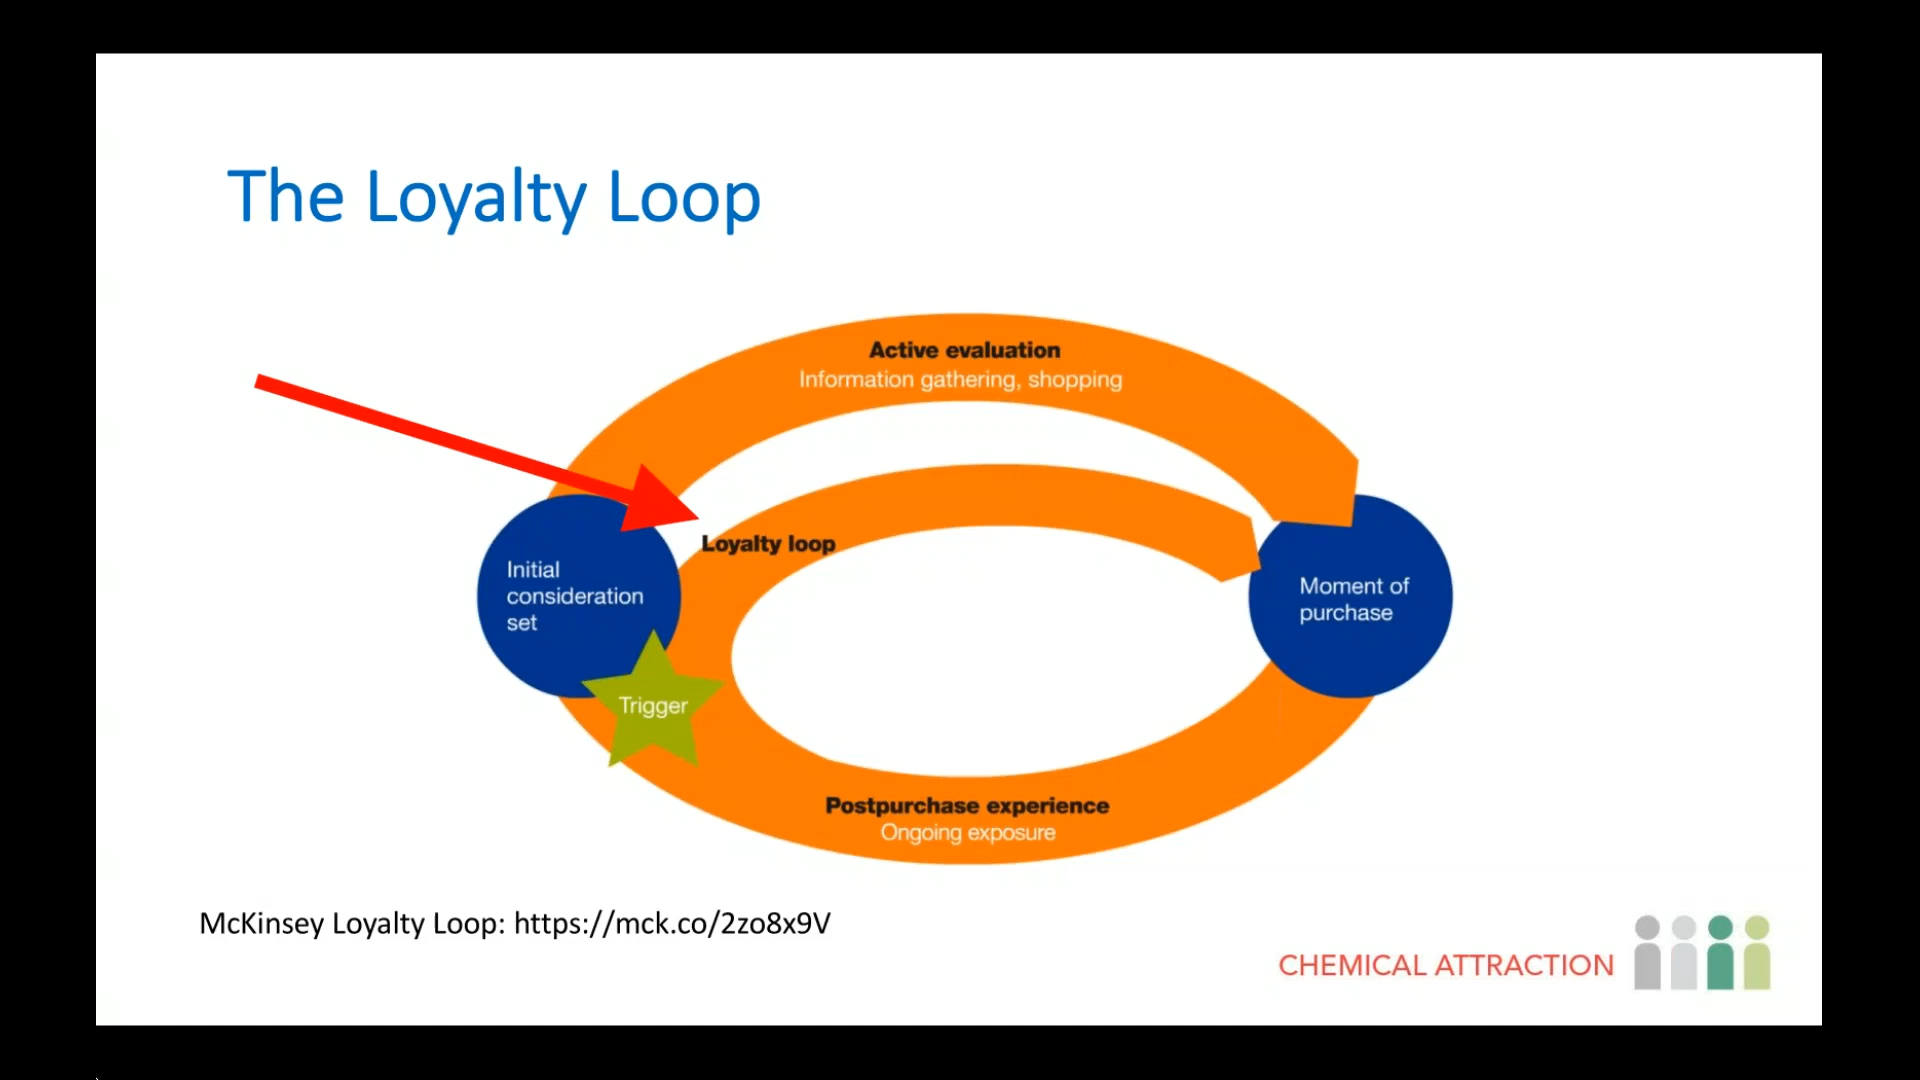 The Loyalty Loop
Active evaluation
Information gathering, shopping
Loyalty loop
Initial
consideration
set
Moment of
purchase
Trigger
Postpurchase experience
Ongoing exposure
McKinsey Loyalty Loop: https://mck.co/2zo8x9V
CHEMICAL ATTRACTION